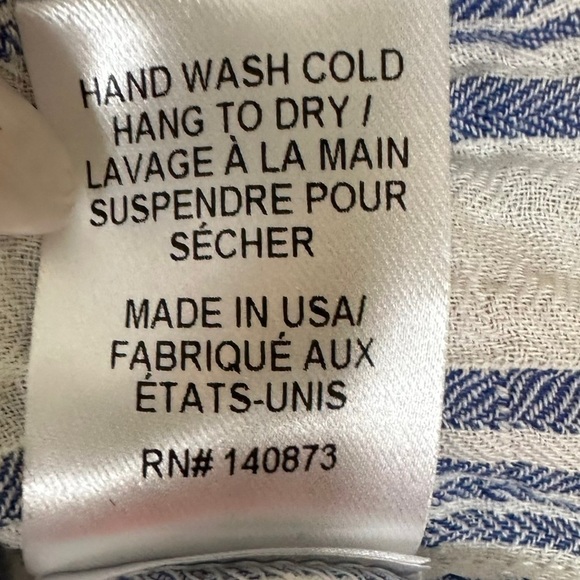 HAND WASH COLD
HANG TO DRY /
LAVAGE À LA MAIN
SUSPENDRE POUR
SÉCHER
MADE IN USA/
FABRIQUÉ AUX
ÉTATS-UNIS
RN# 140873